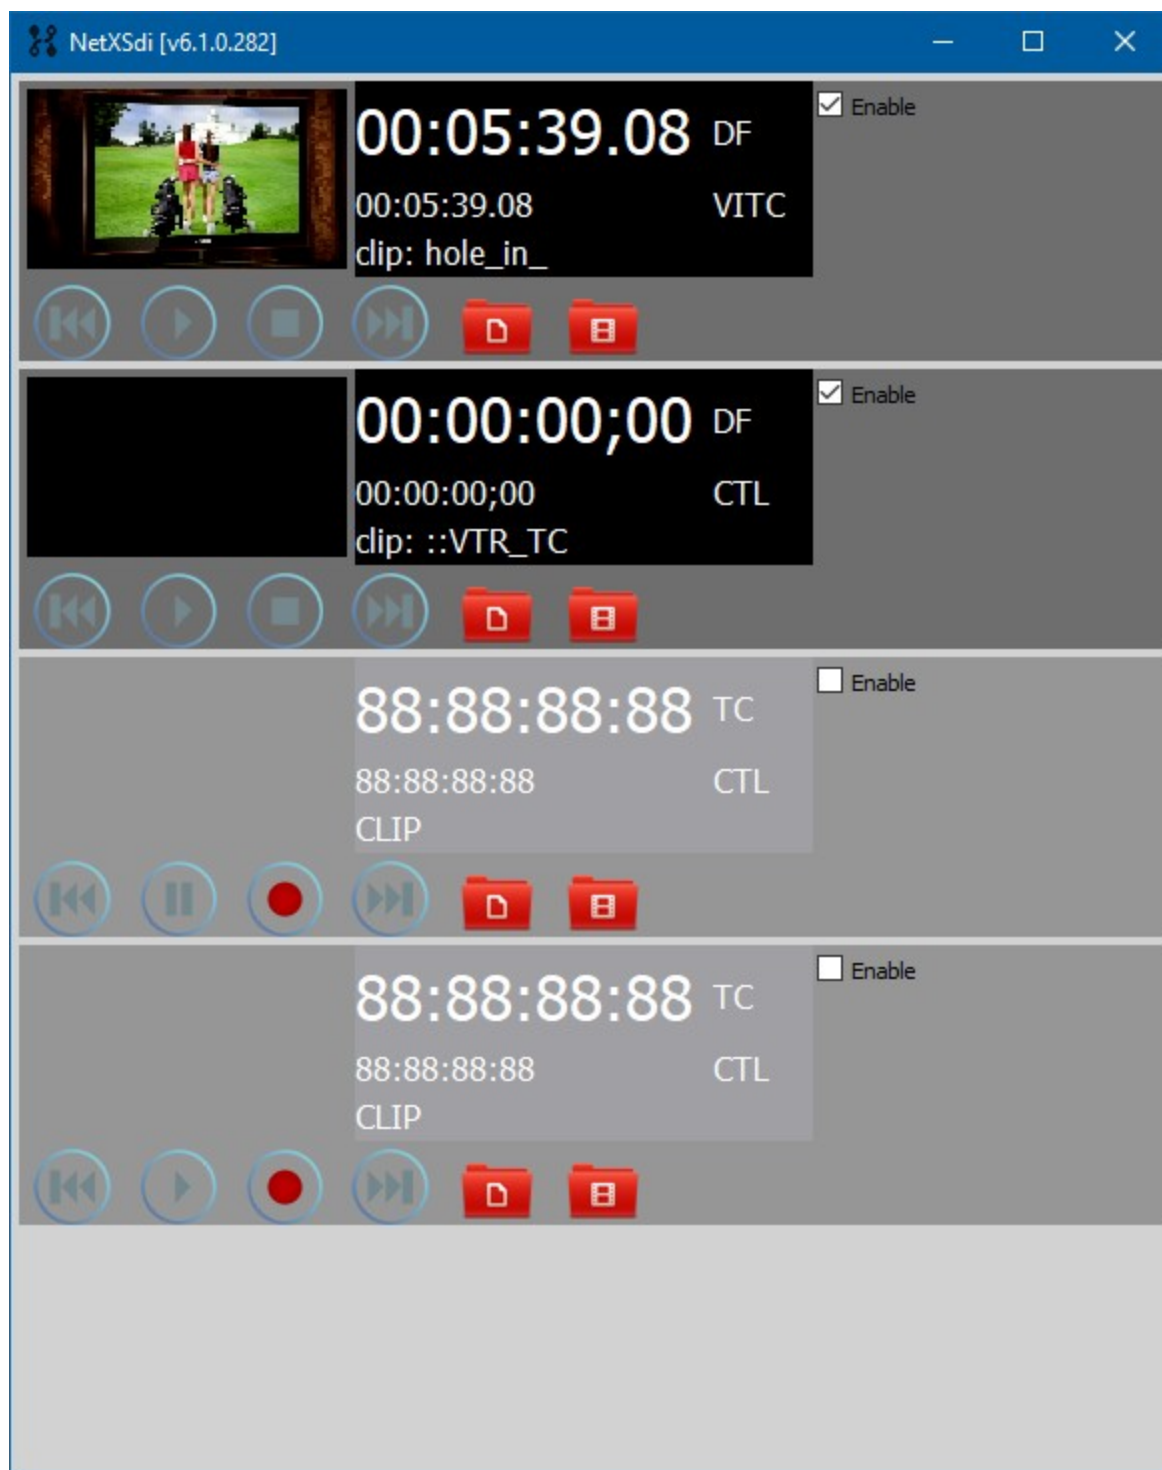 NetXSdi [v6.1.0.282]
00:05:39.08 DF
Enable
00:05:39.08 VITC
clip: hole_in_
00:00:00;00 DF
Enable
00:00:00;00 CTL
clip: ::VTR_TC
88:88:88:88 TC
Enable
88:88:88:88 CTL
CLIP
88:88:88:88 TC
Enable
88:88:88:88 CTL
CLIP